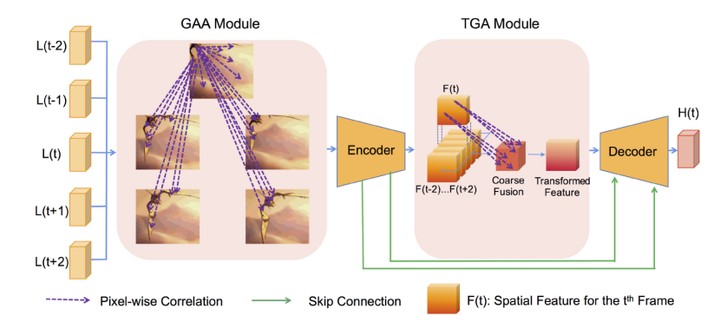 GAA Module
TGA Module
L(t-2)
L(t-1)
L(t)
L(t+1)
L(t+2)
Encoder
F(t)
F(t-2)...F(t+2)
Coarse
Fusion
Transformed
Feature
Decoder
H(t)
Pixel-wise Correlation
Skip Connection
F(t): Spatial Feature for the tth Frame